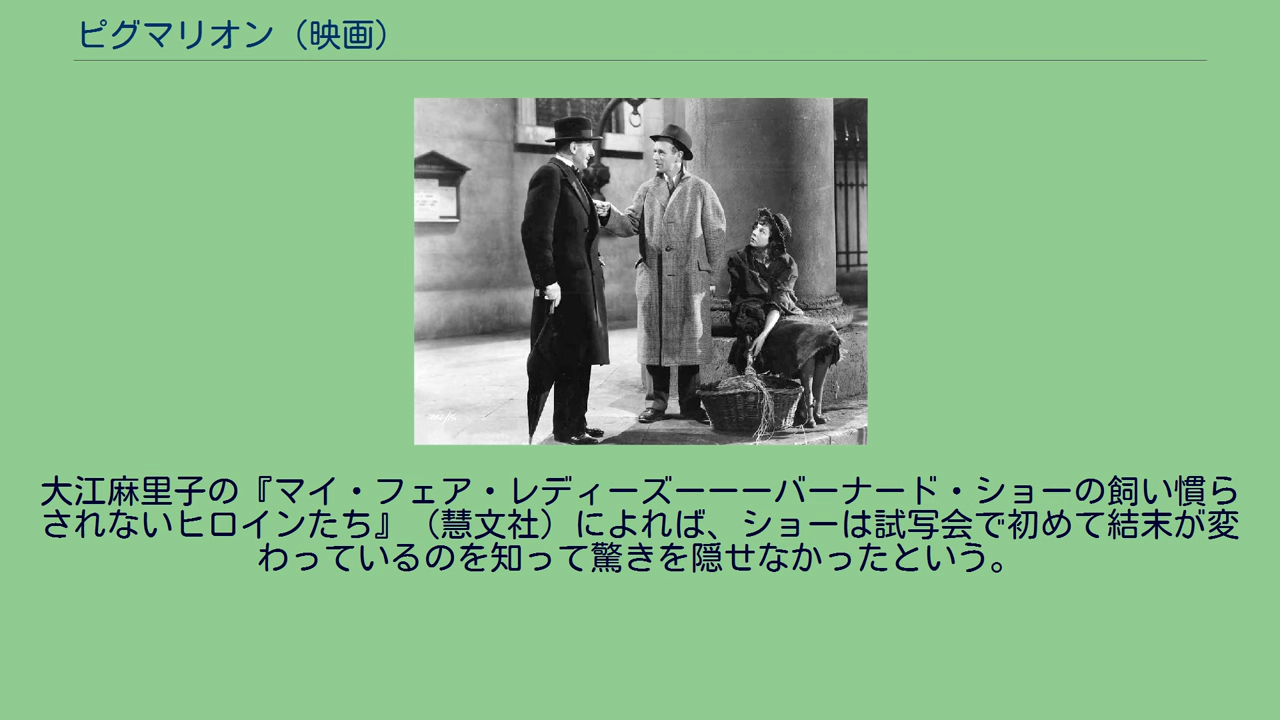 ピグマリオン（映画）
大江麻里子の『マイ・フェア・レディーズーーーバーナード・ショーの飼い慣ら
されないヒロインたち』（慧文社）によれば、ショーは試写会で初めて結末が変
わっているのを知って驚きを隠せなかったという。